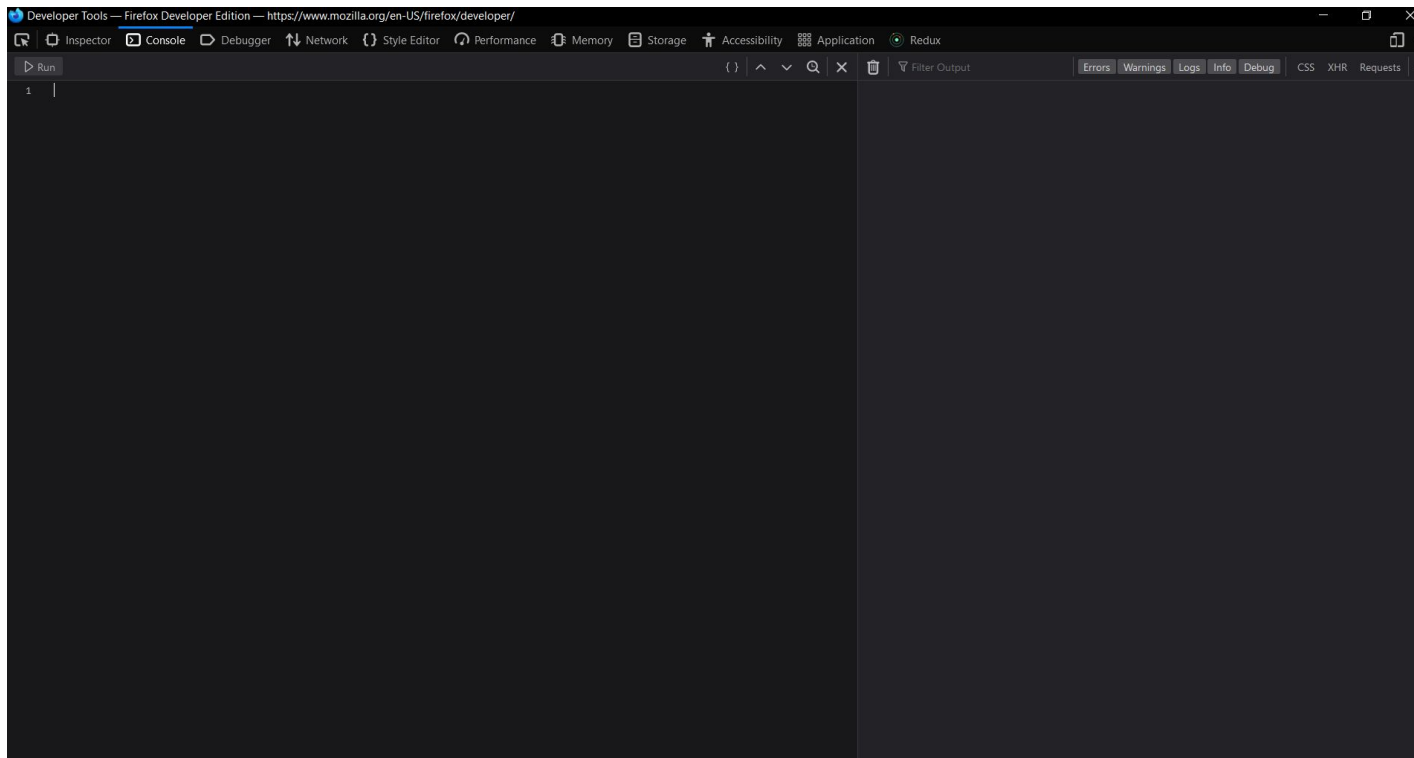 Developer Tools — Firefox Developer Edition — https://www.mozilla.org/en-US/firefox/developer/
Inspector Console Debugger Network Style Editor Performance Memory Storage Accessibility Application Redux
Run Filter Output Errors Warnings Logs Info Debug CSS XHR Requests
1